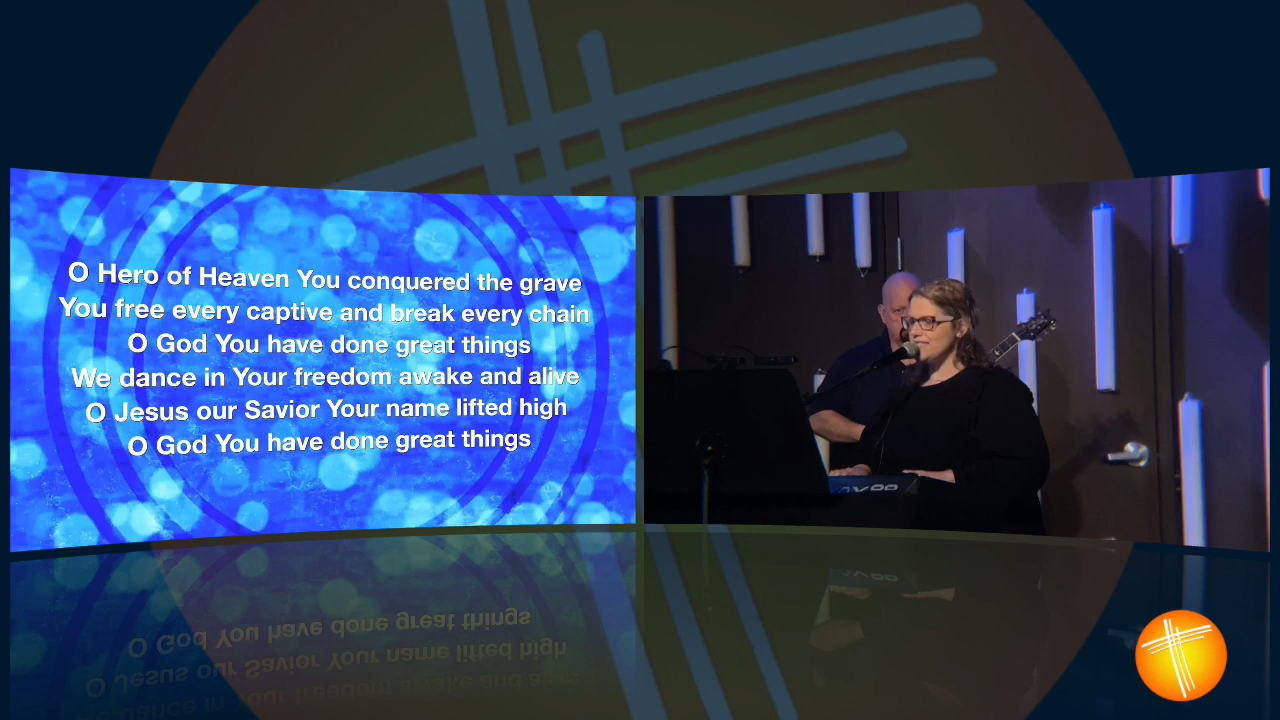 O Hero of Heaven You conquered the grave
You free every captive and break every chain
O God You have done great things
We dance in Your freedom awake and alive
O Jesus our Savior Your name lifted high
O God You have done great things